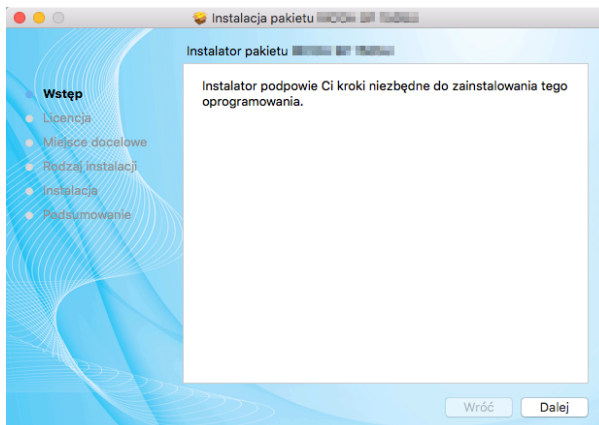 Instalacja pakietu
Instalator pakietu
Wstęp
Licencja
Miejsce docelowe
Rodzaj instalacji
Instalacja
Podsumowanie
Instalator podpowie Ci kroki niezbędne do zainstalowania tego
oprogramowania.
Wróć
Dalej